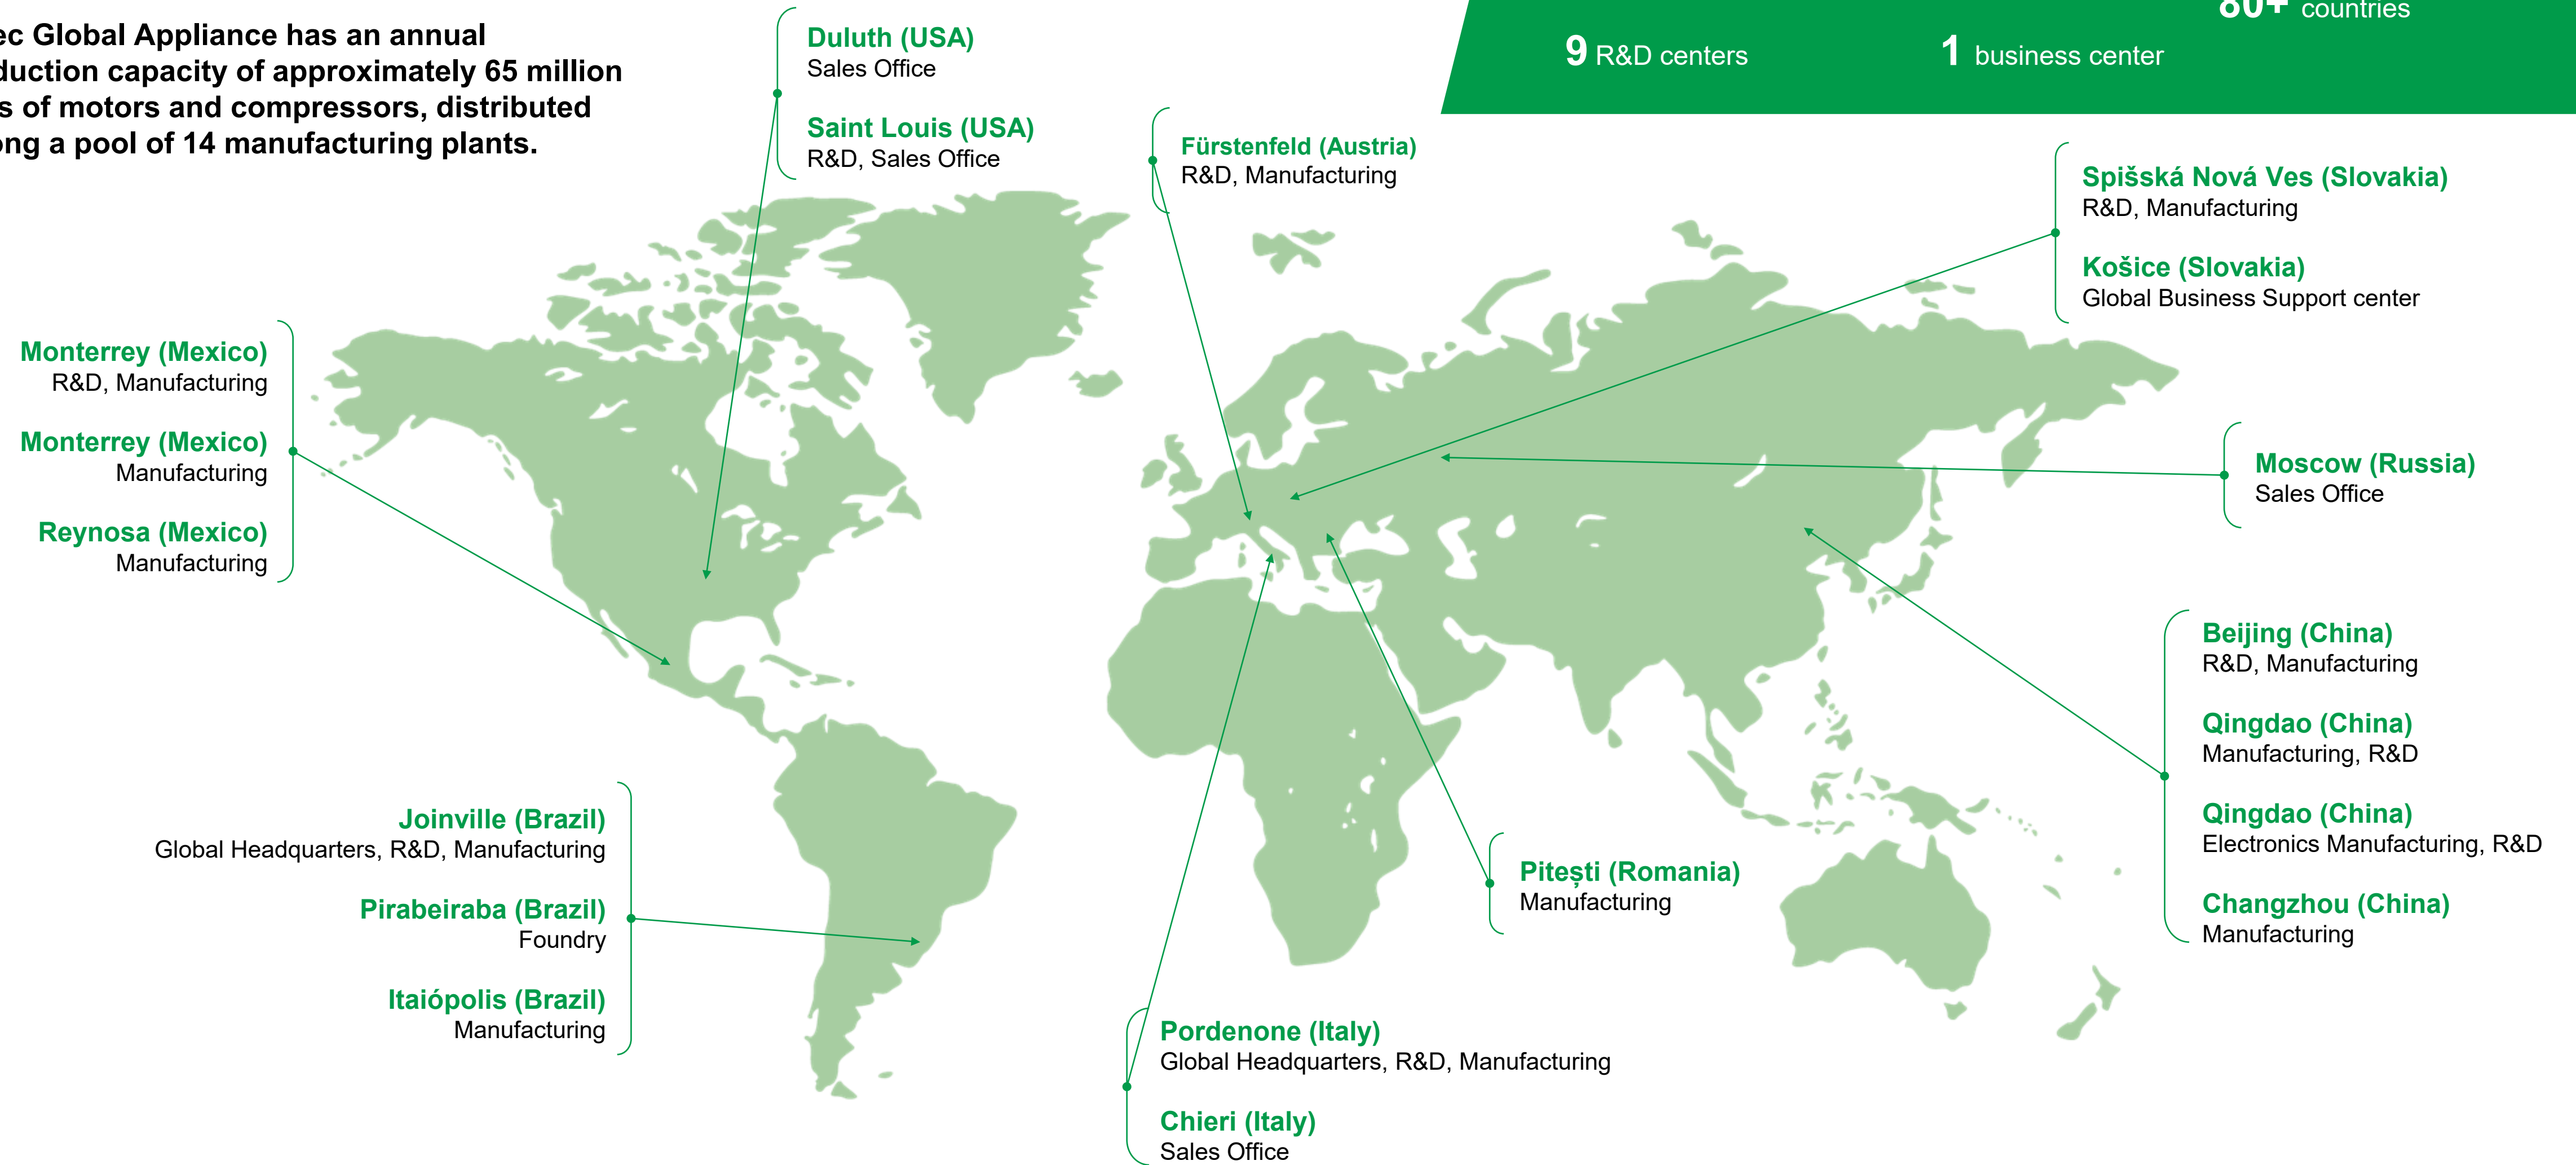 ec Global Appliance has an annual
duction capacity of approximately 65 million
s of motors and compressors, distributed
ong a pool of 14 manufacturing plants.
80+ countries
9 R&D centers
1 business center
Duluth (USA)
Sales Office
Saint Louis (USA)
R&D, Sales Office
Fürstenfeld (Austria)
R&D, Manufacturing
Spišská Nová Ves (Slovakia)
R&D, Manufacturing
Košice (Slovakia)
Global Business Support center
Monterrey (Mexico)
R&D, Manufacturing
Monterrey (Mexico)
Manufacturing
Reynosa (Mexico)
Manufacturing
Moscow (Russia)
Sales Office
Beijing (China)
R&D, Manufacturing
Qingdao (China)
Manufacturing, R&D
Qingdao (China)
Electronics Manufacturing, R&D
Changzhou (China)
Manufacturing
Joinville (Brazil)
Global Headquarters, R&D, Manufacturing
Pirabeiraba (Brazil)
Foundry
Itaiópolis (Brazil)
Manufacturing
Pitești (Romania)
Manufacturing
Pordenone (Italy)
Global Headquarters, R&D, Manufacturing
Chieri (Italy)
Sales Office